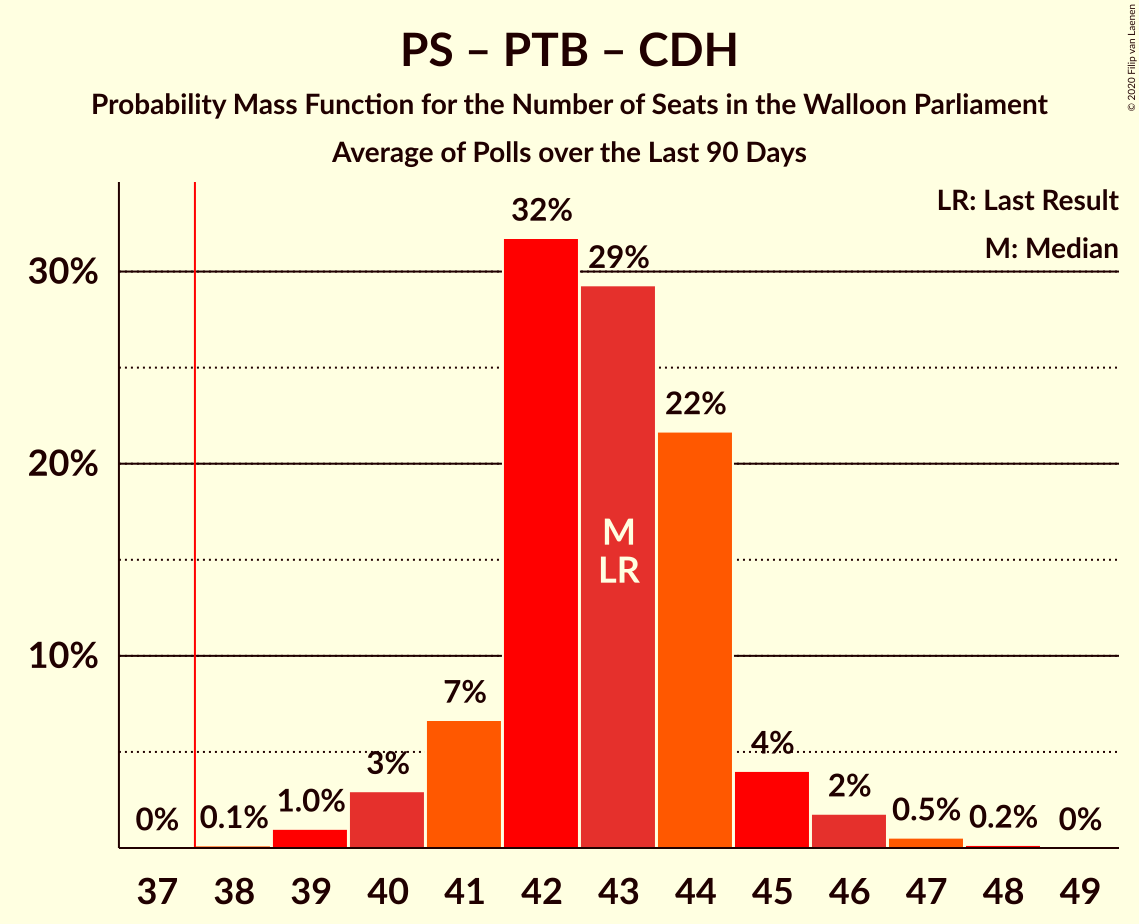 PS – PTB – CDH
Probability Mass Function for the Number of Seats in the Walloon Parliament
Average of Polls over the Last 90 Days
© 2020 Filip van Laenen
LR: Last Result
M: Median
30%
20%
10%
0%
0.1%
1.0%
3%
7%
32%
29%
22%
4%
2%
0.5%
0.2%
0%
M
LR
37 38 39 40 41 42 43 44 45 46 47 48 49